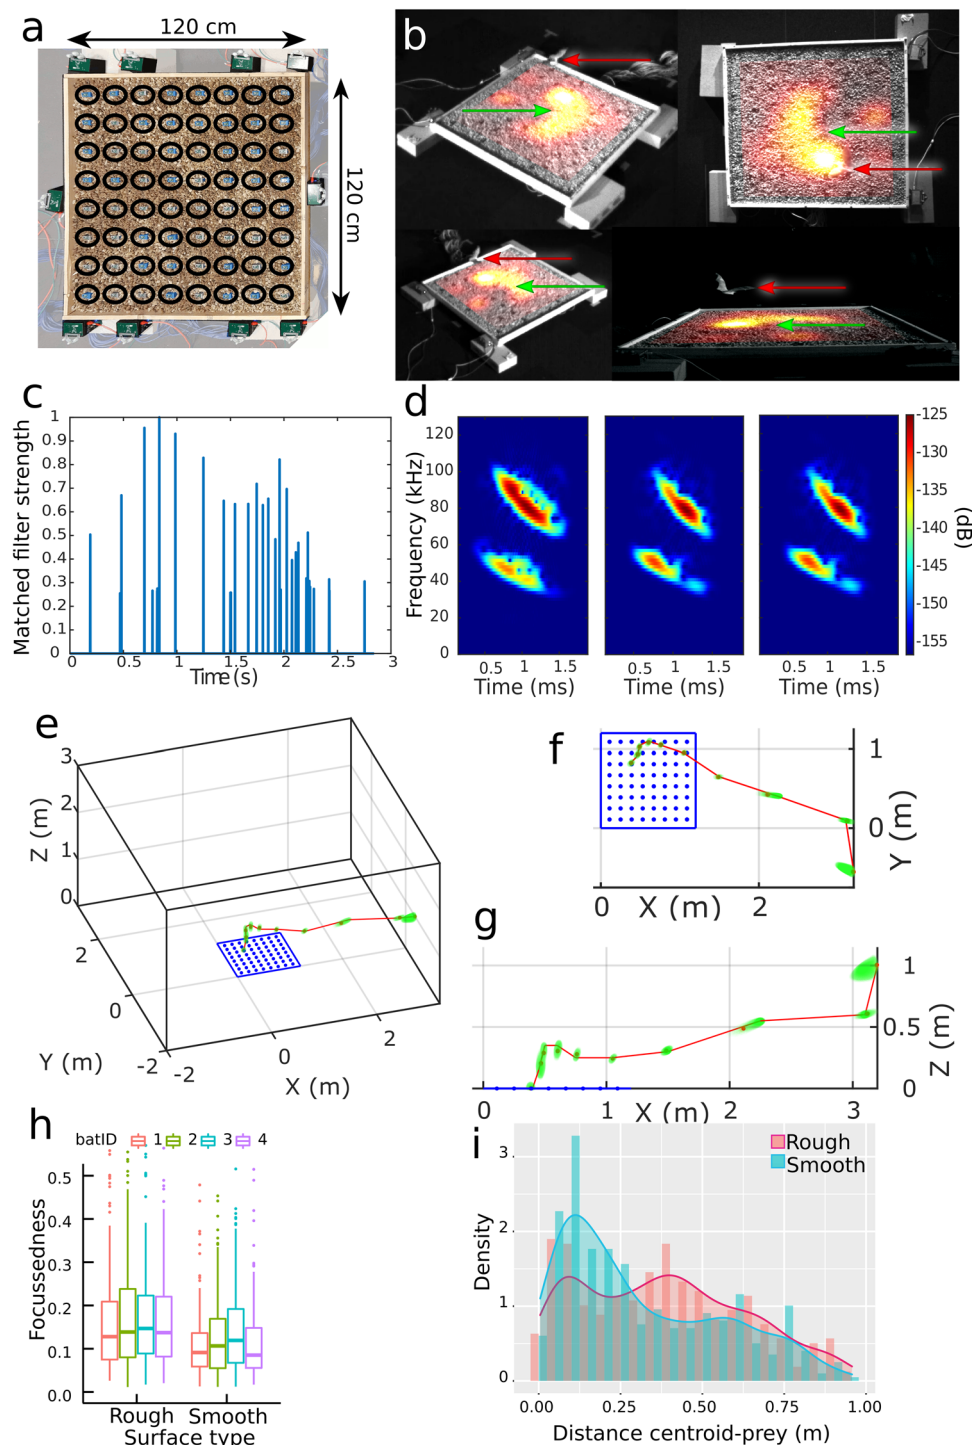 a
120 cm
120 cm
b
c
Matched filter strength
1
0.9
0.8
0.7
0.6
0.5
0.4
0.3
0.2
0.1
0
0 0.5 1 1.5 2 2.5 3
Time (s)
d
Frequency (kHz)
120
100
80
60
40
20
0
0.5 1 1.5
0.5 1 1.5
0.5 1 1.5
Time (ms) Time (ms) Time (ms)
-125
-130
-135
-140
-145
-150
-155
(dB)
e
Z (m)
3
2
1
0
2
0
-2
Y (m)
-2
0
2
X (m)
f
1
0
Y (m)
0 2
X (m)
g
1
0.5
0
Z (m)
0 1 2 3
X (m)
h
batID 1 2 3 4
Focussedness
0.5
0.4
0.3
0.2
0.1
0.0
Rough Smooth
Surface type
i
Rough
Smooth
Density
3
2
1
0
0.00 0.25 0.50 0.75 1.00
Distance centroid-prey (m)